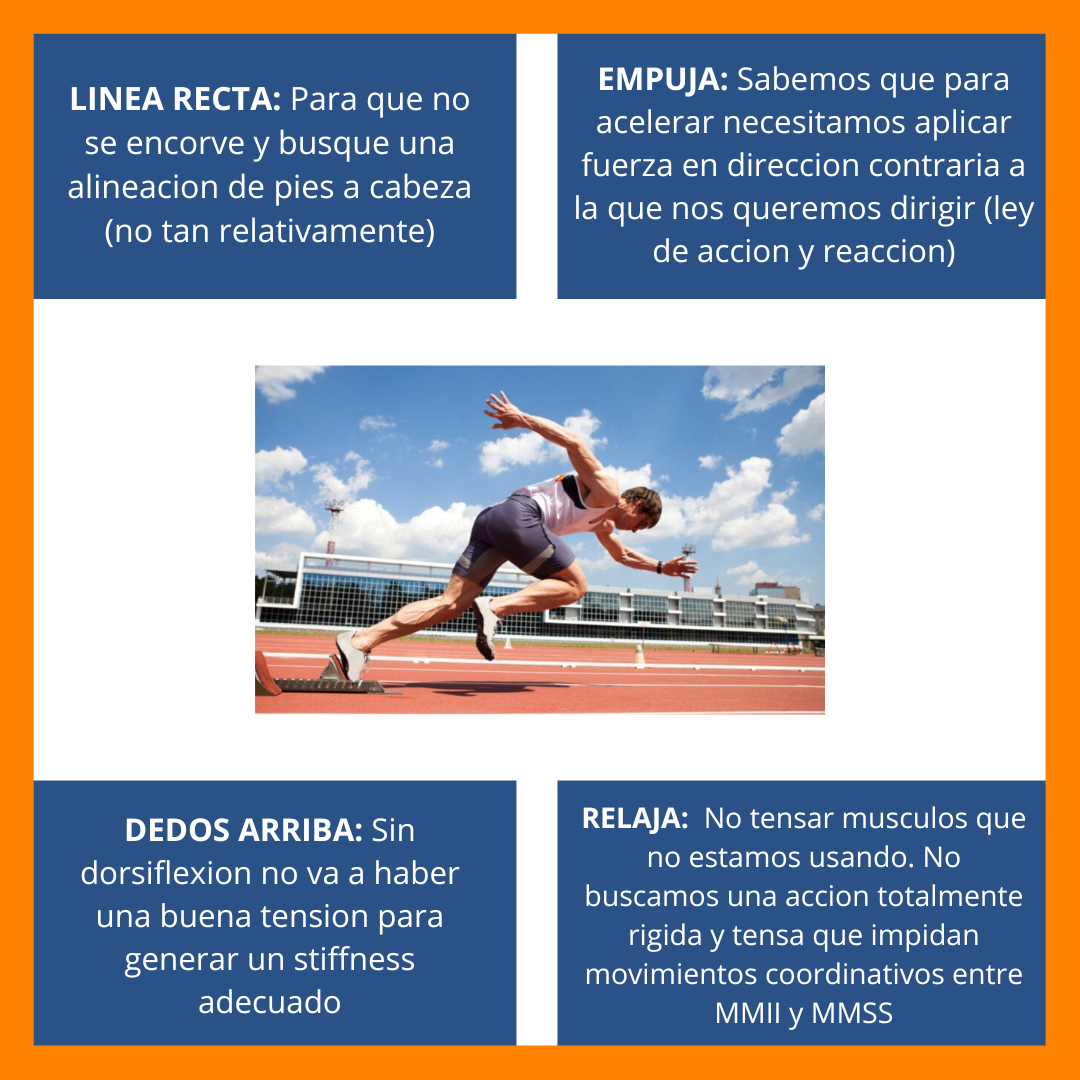 LINEA RECTA: Para que no
se encorve y busque una
alineacion de pies a cabeza
(no tan relativamente)
EMPUJA: Sabemos que para
acelerar necesitamos aplicar
fuerza en direccion contraria a
la que nos queremos dirigir (ley
de accion y reaccion)
DEDOS ARRIBA: Sin
dorsiflexion no va a haber
una buena tension para
generar un stiffness
adecuado
RELAJA: No tensar musculos que
no estamos usando. No
buscamos una accion totalmente
rigida y tensa que impidan
movimientos coordinativos entre
MMII y MMSS